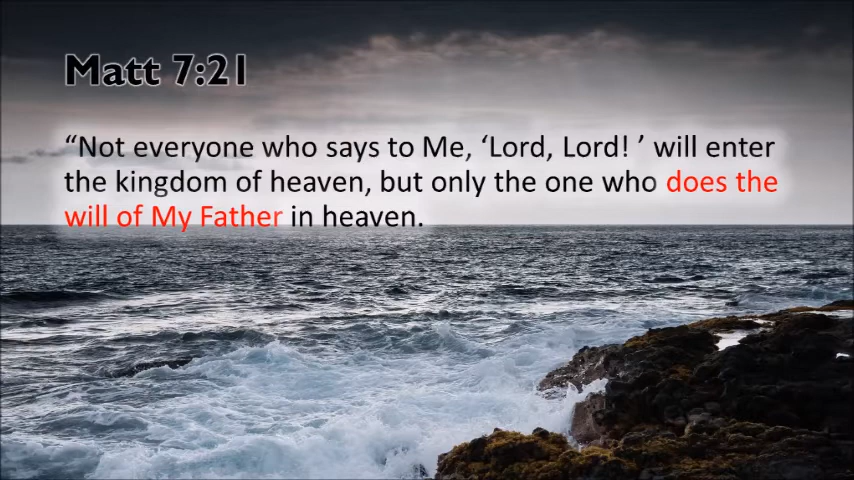 Matt 7:21
“Not everyone who says to Me, ‘Lord, Lord! ’ will enter
the kingdom of heaven, but only the one who does the
will of My Father in heaven.